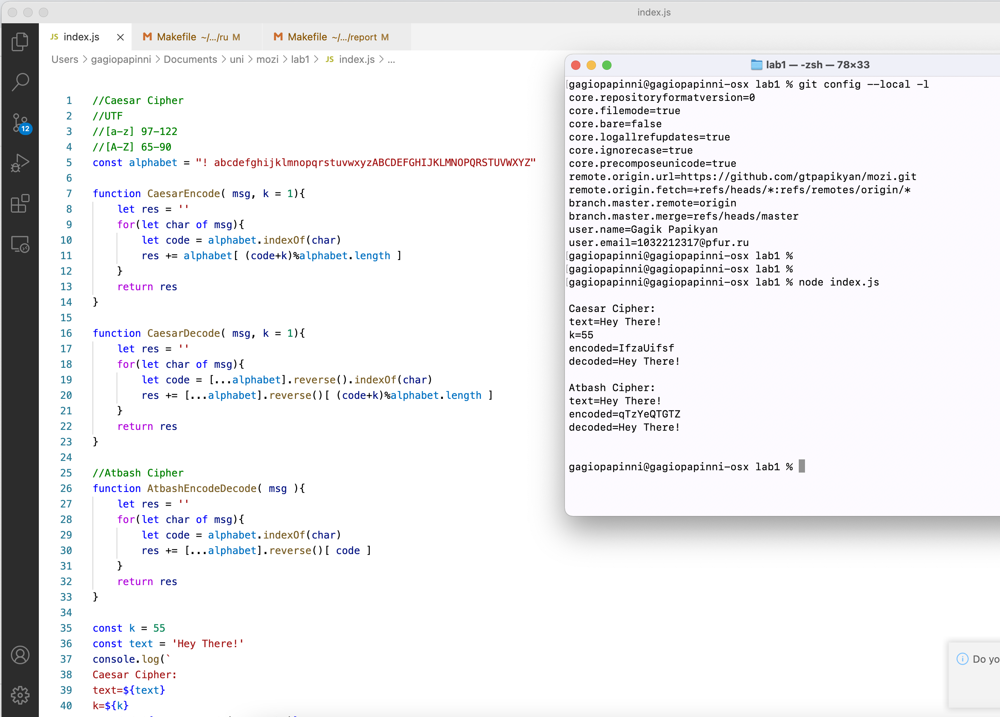 index.js
JS index.js
M Makefile ~/.../ru M
M Makefile ~/.../report M
Users > gagiopapinni > Documents > uni > mozi > lab1 > JS index.js > ...
12
1 //Caesar Cipher
2 //UTF
3 //[a-z] 97-122
4 //[A-Z] 65-90
5 const alphabet = "! abcdefghijklmnopqrstuvwxyzABCDEFGHIJKLMNOPQRSTUVWXYZ"
6
7 function CaesarEncode( msg, k = 1){
8 let res = ''
9 for(let char of msg){
10 let code = alphabet.indexOf(char)
11 res += alphabet[ (code+k)%alphabet.length ]
12 }
13 return res
14 }
15
16 function CaesarDecode( msg, k = 1){
17 let res = ''
18 for(let char of msg){
19 let code = [...alphabet].reverse().indexOf(char)
20 res += [...alphabet].reverse()[ (code+k)%alphabet.length ]
21 }
22 return res
23 }
24
25 //Atbash Cipher
26 function AtbashEncodeDecode( msg ){
27 let res = ''
28 for(let char of msg){
29 let code = alphabet.indexOf(char)
30 res += [...alphabet].reverse()[ code ]
31 }
32 return res
33 }
34
35 const k = 55
36 const text = 'Hey There!'
37 console.log(`
38 Caesar Cipher:
39 text=${text}
40 k=${k}
lab1 — -zsh — 78×33
gagiopapinni@gagiopapinni-osx lab1 % git config --local -l
core.repositoryformatversion=0
core.filemode=true
core.bare=false
core.logallrefupdates=true
core.ignorecase=true
core.precomposeunicode=true
remote.origin.url=https://github.com/gtpapikyan/mozi.git
remote.origin.fetch=+refs/heads/*:refs/remotes/origin/*
branch.master.remote=origin
branch.master.merge=refs/heads/master
user.name=Gagik Papikyan
user.email=1032212317@pfur.ru
gagiopapinni@gagiopapinni-osx lab1 %
gagiopapinni@gagiopapinni-osx lab1 %
gagiopapinni@gagiopapinni-osx lab1 % node index.js
Caesar Cipher:
text=Hey There!
k=55
encoded=IfzaUifsf
decoded=Hey There!
Atbash Cipher:
text=Hey There!
encoded=qTzYeQTGTZ
decoded=Hey There!
gagiopapinni@gagiopapinni-osx lab1 %
Do